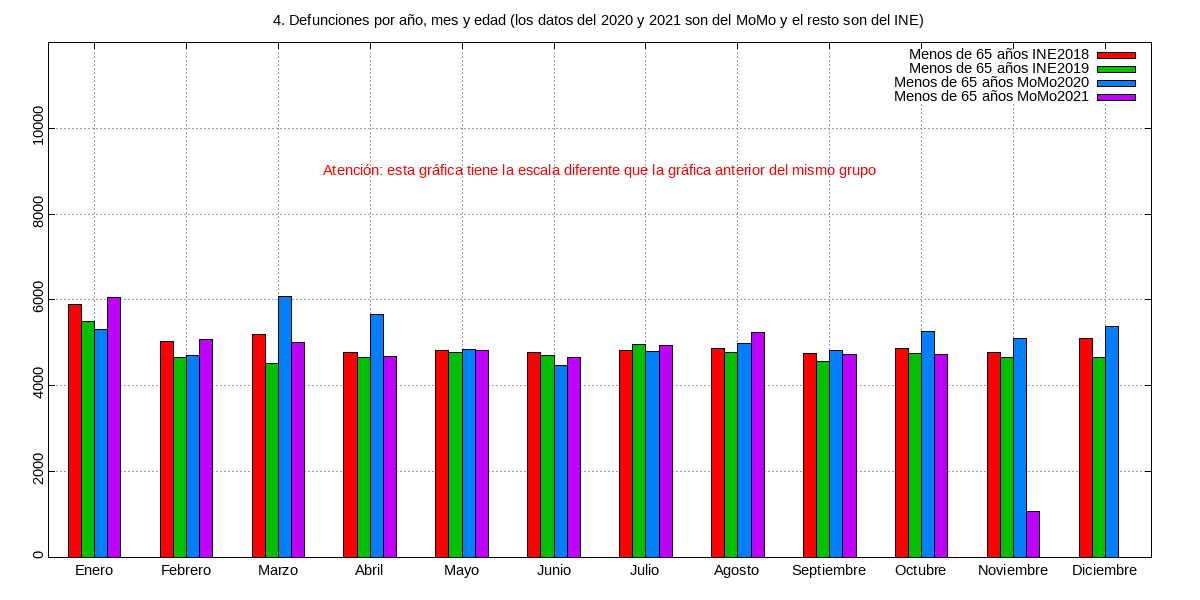 4. Defunciones por año, mes y edad (los datos del 2020 y 2021 son del MoMo y el resto son del INE)
Menos de 65 años INE2018
Menos de 65 años INE2019
Menos de 65 años MoMo2020
Menos de 65 años MoMo2021
Atención: esta gráfica tiene la escala diferente que la gráfica anterior del mismo grupo
10000
8000
6000
4000
2000
0
Enero Febrero Marzo Abril Mayo Junio Julio Agosto Septiembre Octubre Noviembre Diciembre